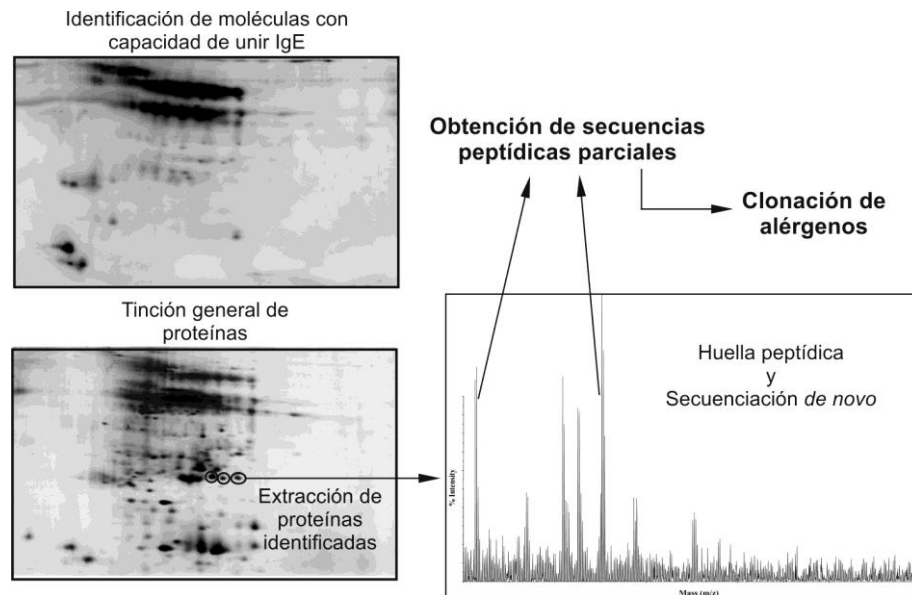 Identificación de moléculas con
capacidad de unir IgE
Obtención de secuencias
peptídicas parciales
Clonación de
alérgenos
Tinción general de
proteínas
Extracción de
proteínas
identificadas
Huella peptídica
y
Secuenciación de novo
% Intensity
Mass (m/z)